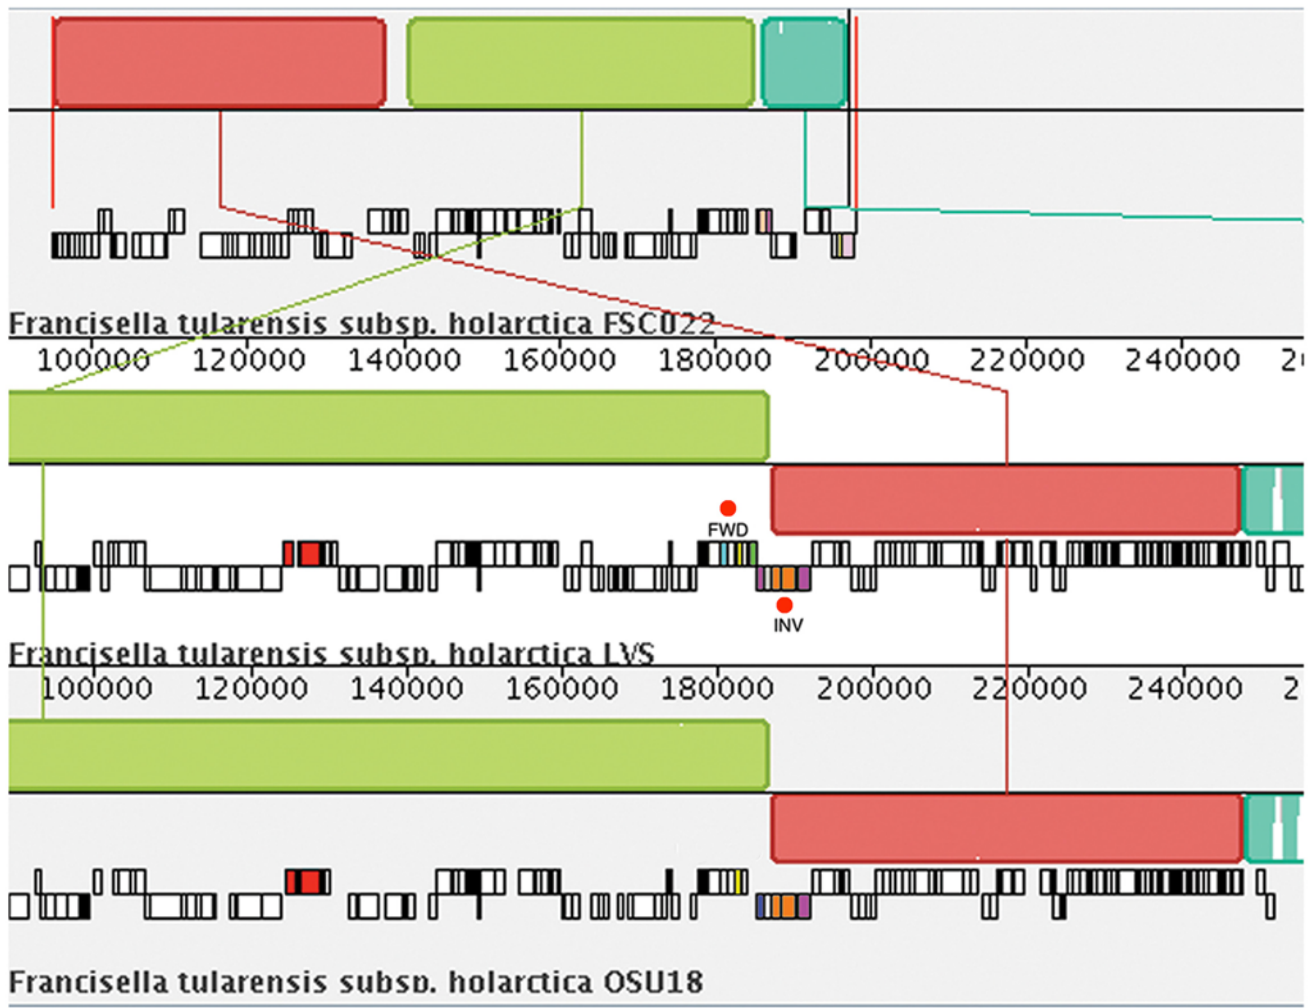 Francisella tularensis subsp. holarctica FSC022
100000 120000 140000 160000 180000 200000 220000 240000
FWD
INV
Francisella tularensis subsp. holarctica LVS
100000 120000 140000 160000 180000 200000 220000 240000 2
Francisella tularensis subsp. holarctica OSU18